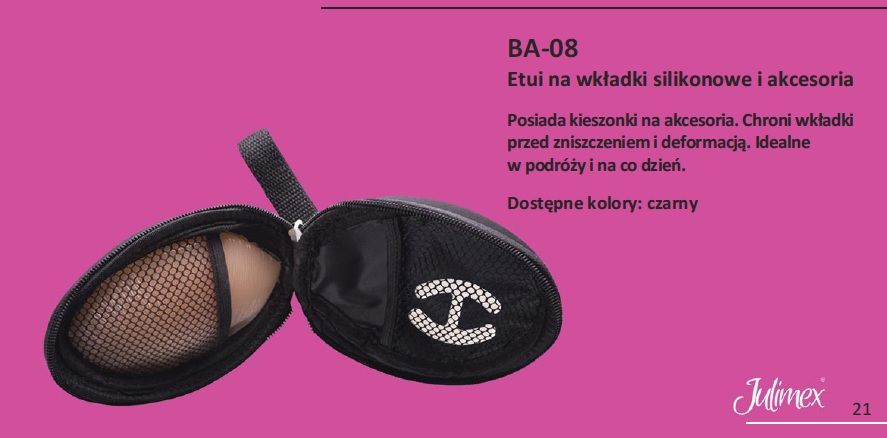 BA-08
Etui na wkładki silikonowe i akcesoria
Posiada kieszonki na akcesoria. Chroni wkładki
przed zniszczeniem i deformacją. Idealne
w podróży i na co dzień.
Dostępne kolory: czarny
Julimex®
21